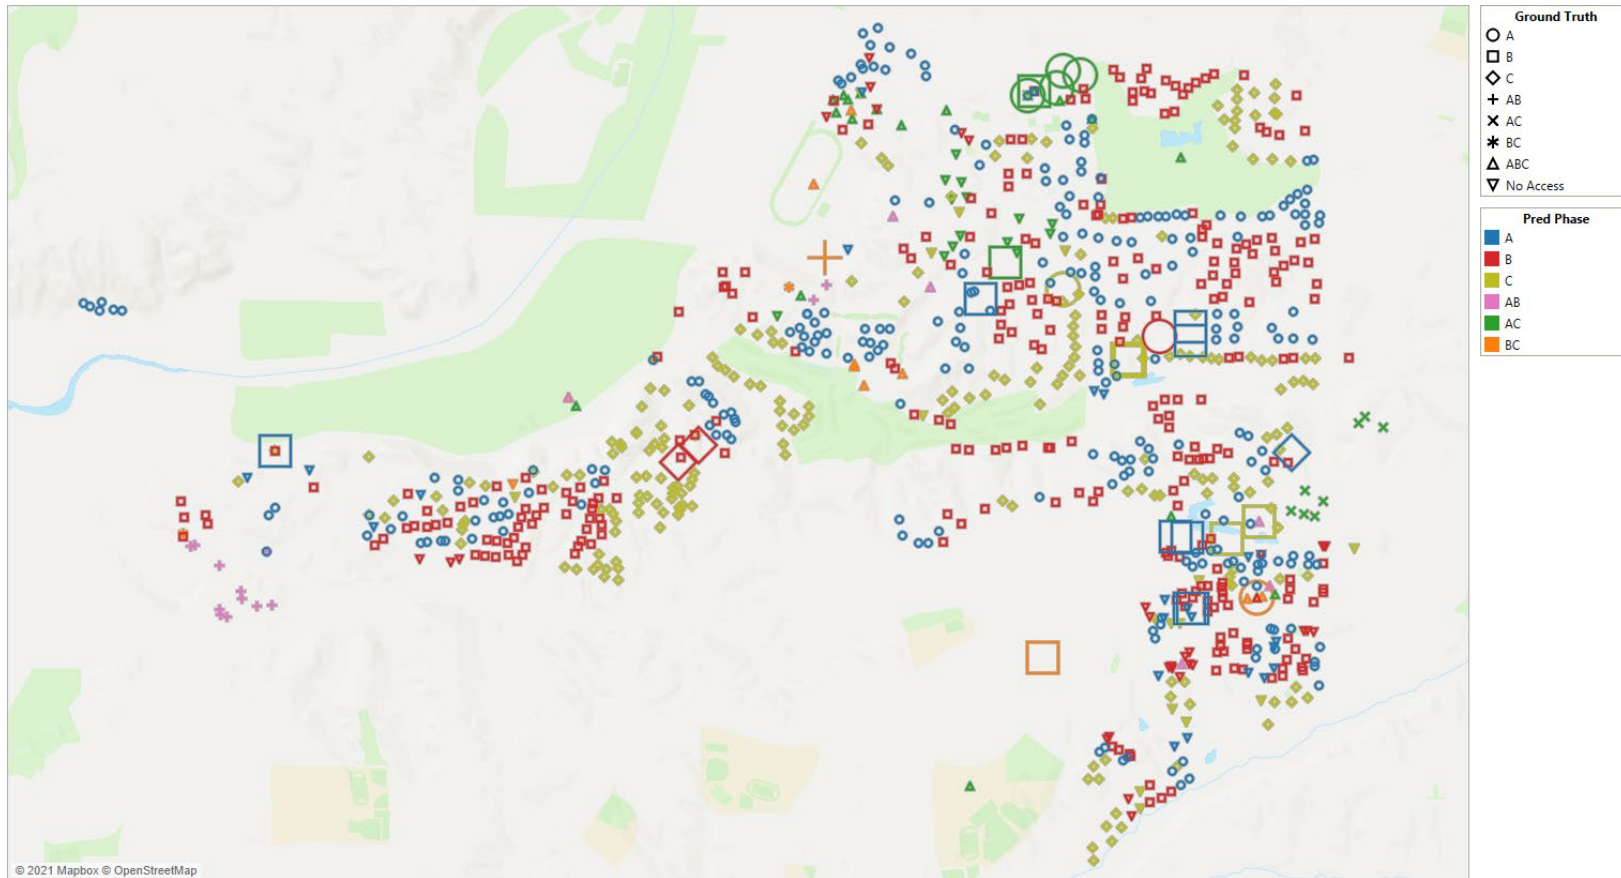 Ground Truth
A
B
C
AB
AC
BC
ABC
No Access
Pred Phase
A
B
C
AB
AC
BC
© 2021 Mapbox © OpenStreetMap